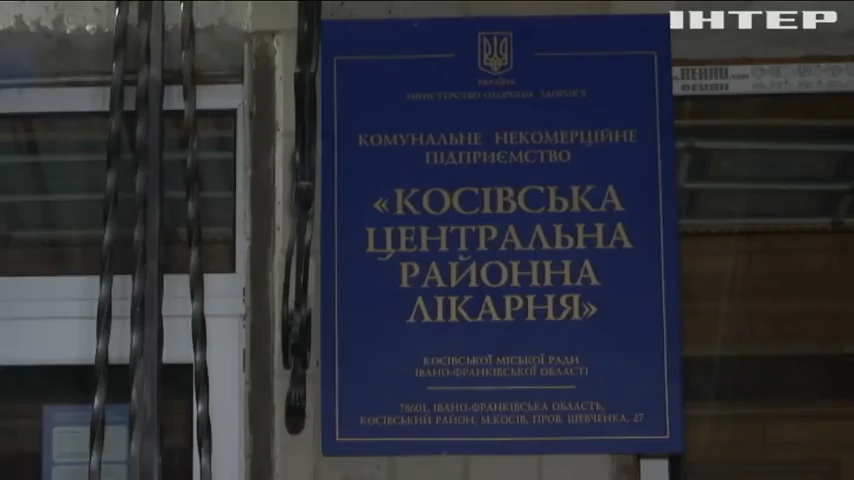 ІНТЕР
УКРАЇНА
МІНІСТЕРСТВО ОХОРОНИ ЗДОРОВ'Я
КОМУНАЛЬНЕ НЕКОМЕРЦІЙНЕ
ПІДПРИЄМСТВО
«КОСІВСЬКА
ЦЕНТРАЛЬНА
РАЙОННА
ЛІКАРНЯ»
КОСІВСЬКОЇ МІСЬКОЇ РАДИ
ІВАНО-ФРАНКІВСЬКОЇ ОБЛАСТІ
78601, ІВАНО-ФРАНКІВСЬКА ОБЛАСТЬ,
КОСІВСЬКИЙ РАЙОН, М.КОСІВ, ПРОВ. ШЕВЧЕНКА, 27